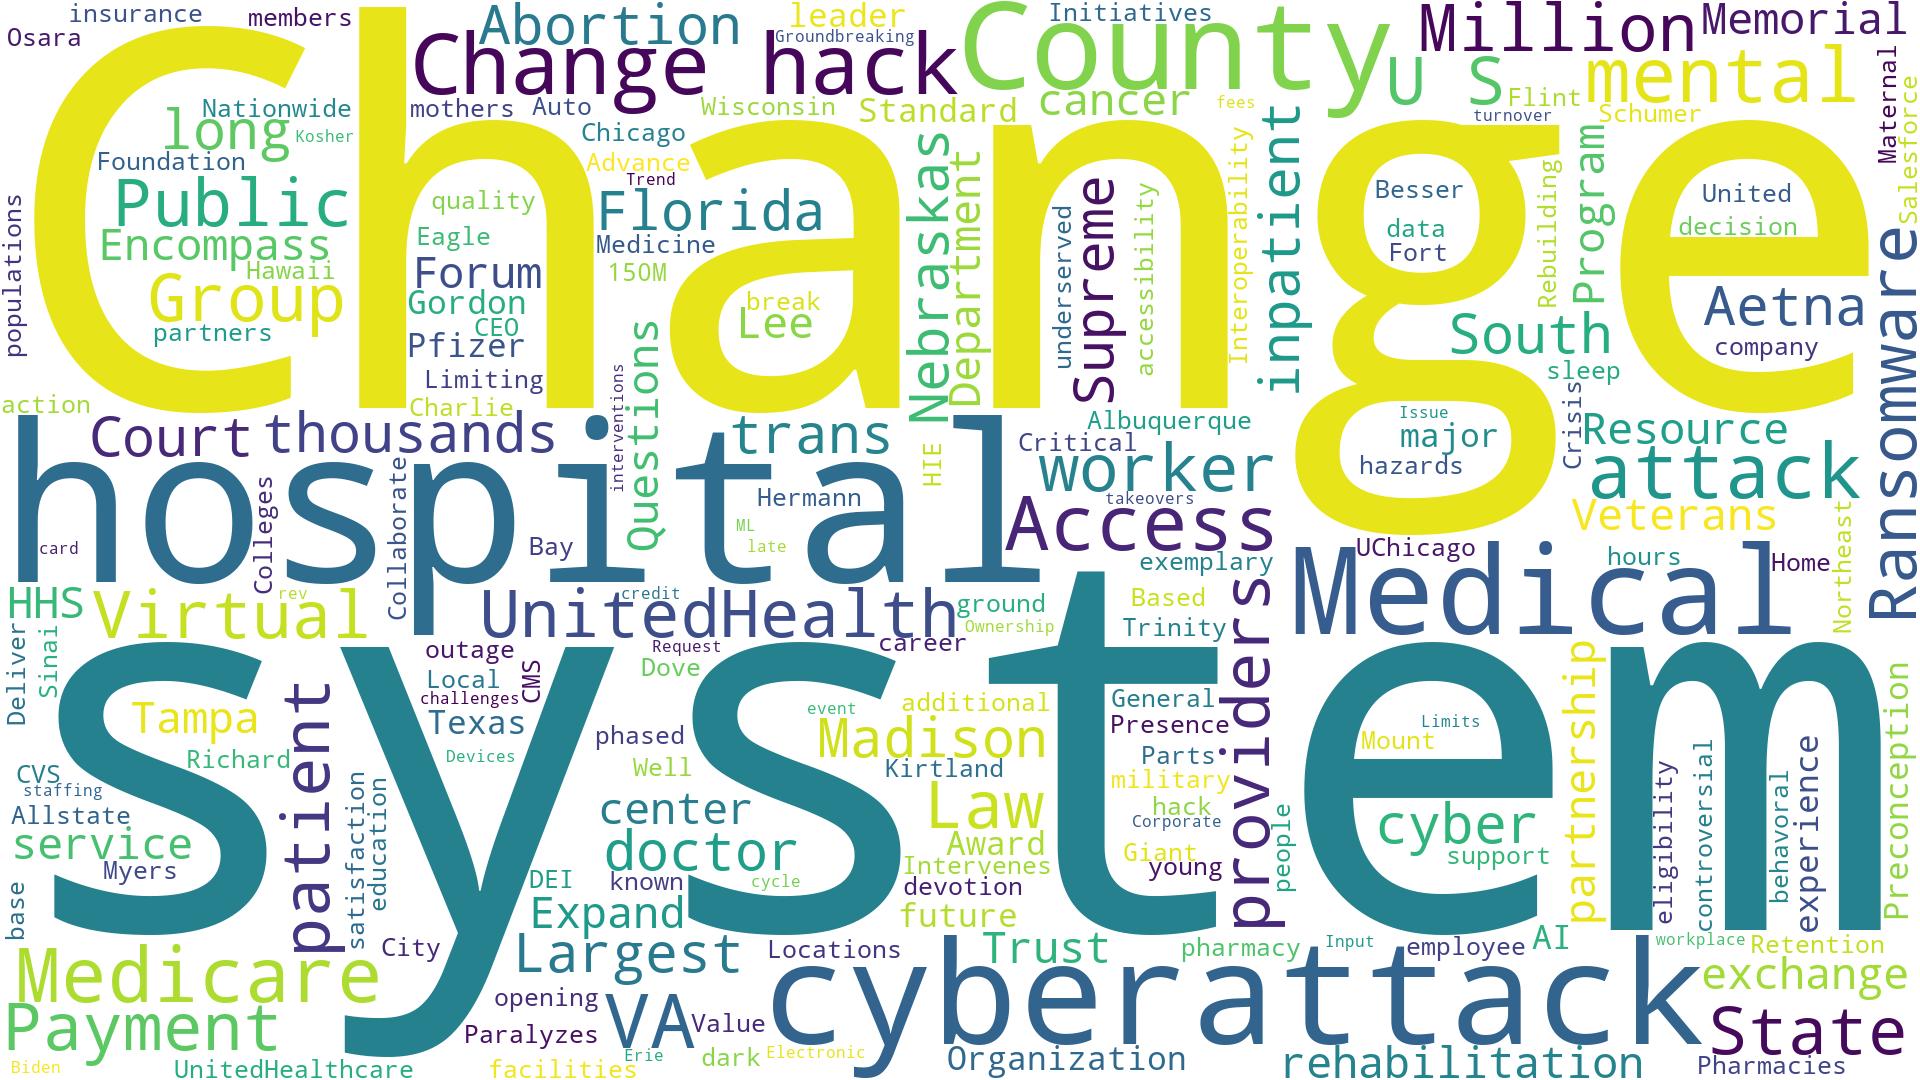 insurance members Abortion leader Initiatives Million Memorial
Osara Change hack Groundbreaking County U S mental Maternal
Nationwide mothers Auto Wisconsin Standard cancer fees Flint turnover Schumer Salesforce
long Kosher Chicago
Foundation Advance Trend
Change
Public quality Florida Nebraskas Department Supreme underserved accessibility Interoperability inpatient Besser Rebuilding Program United
Encompass Eagle Medicine data decision
Hawaii Forum 150M Fort
Group Gordon break Aetna
populations partners CEO Lee South company
Pfizer Questions Ransomware
Limiting interventions sleep
action Charlie Albuquerque Issue Crisis Resource
Court thousands trans Critical major
hospital HIE worker hazards attack
Colleges Collaborate Hermann takeovers Veterans
card Bay ML late Access UChicago hours Home Northeast
exemplary Medical
HHS Virtual rev UnitedHealth credit ground Based
Ownership Trinity
Deliver Sinai outage Request career
Local CMS Dove
system
Tampa patient challenges additional General providers partnership Preconception
Texas event Presence Limits
phased Madison Mount
Richard Devices Well Kirtland Parts
CVS military
staffing satisfaction education center Law hack people eligibility controversial behavoral experience
Allstate Corporate cyber
service doctor Award Giant support
Myers DEI known cycle Intervenes young
base Expand devotion
future
City Largest Locations Trust pharmacy Input employee AI workplace Retention
Medicare cyberattack exchange
opening
Payment Paralyzes VA Value State
Biden UnitedHealthcare facilities Erie dark Electronic Organization rehabilitation Pharmacies